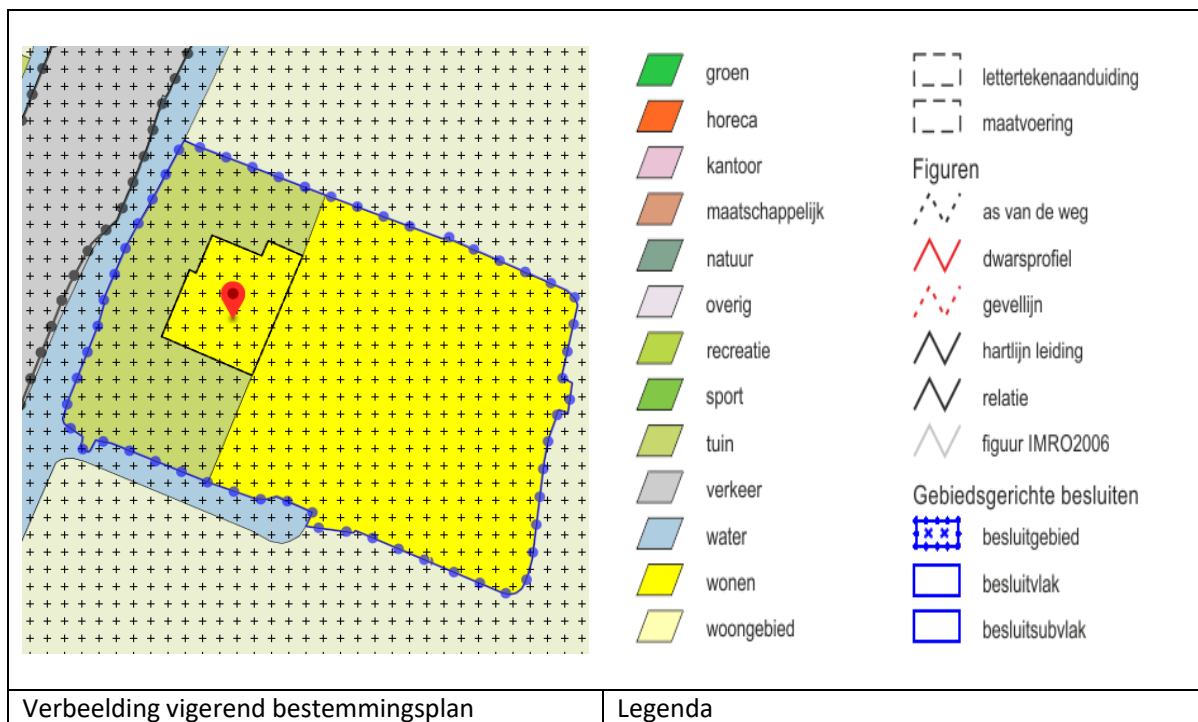 groen
horeca
kantoor
maatschappelijk
natuur
overig
recreatie
sport
tuin
verkeer
water
wonen
woongebied
lettertekenaanduiding
maatvoering
Figuren
as van de weg
dwarsprofiel
gevellijn
hartlijn leiding
relatie
figuur IMRO2006
Gebiedsgerichte besluiten
besluitgebied
besluitvlak
besluitsubvlak
Verbeelding vigerend bestemmingsplan
Legenda